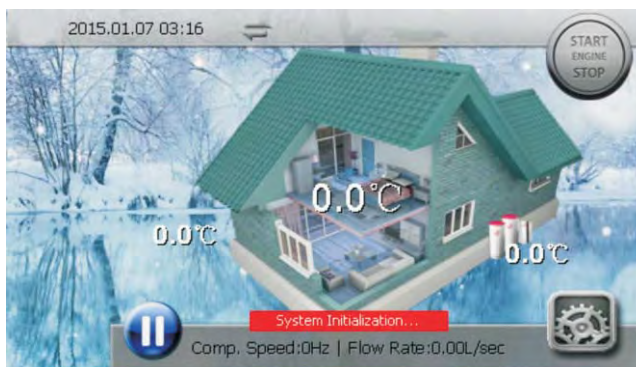 2015.01.07 03:16
START
ENGINE
STOP
0.0℃
0.0℃
0.0℃
System Initialization...
Comp. Speed:0Hz | Flow Rate:0.00L/sec